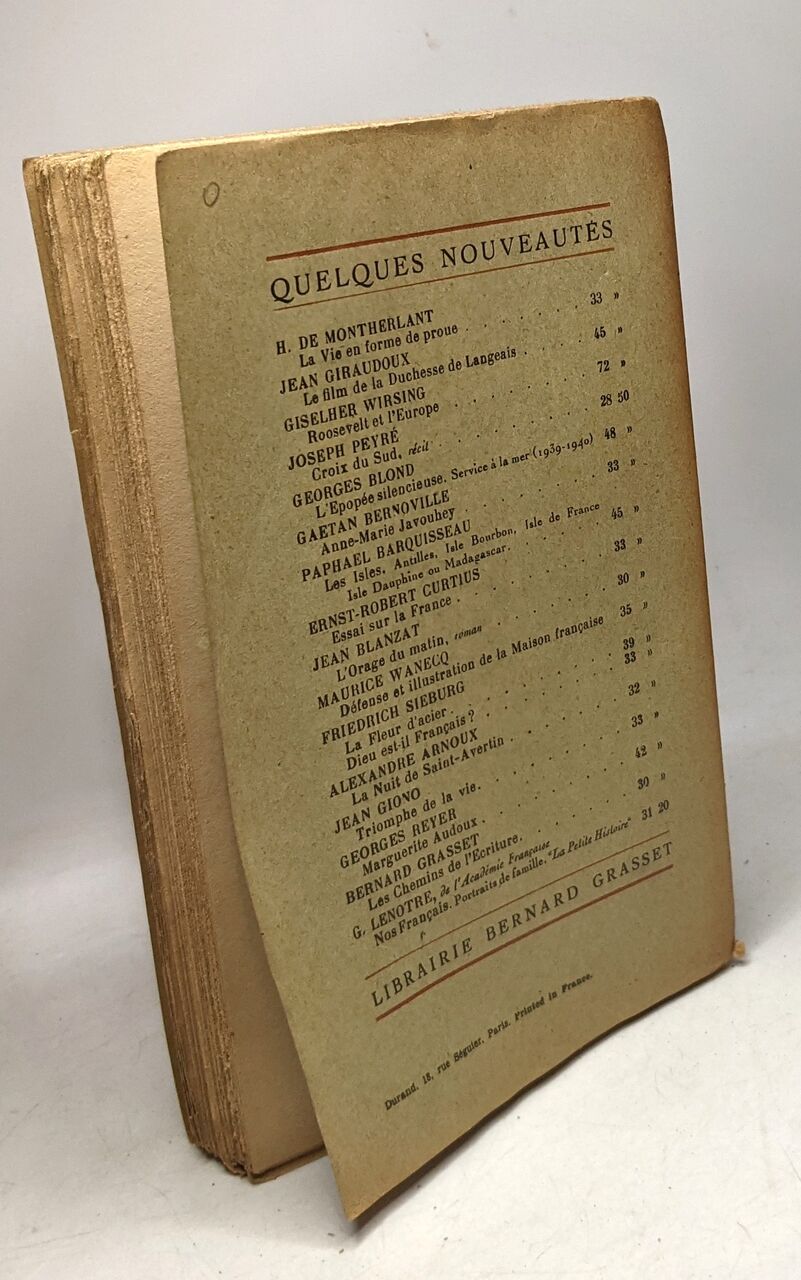 QUELQUES NOUVEAUTÉS
H. DE MONTHERLANT
La Vie en forme de proue . . . . . . . 33 »
JEAN GIRAUDOUX
Le film de la Duchesse de Langeais . . . . 45 »
GISELHER WIRSING
Roosevelt et l'Europe . . . . . . . . 72 »
JOSEPH PEYRÉ
Croix du Sud, récit . . . . . . . . 28 50
GEORGES BLOND
L'Epopée silencieuse. Service à la mer (1939-1940) 48 »
GAETAN BERNOVILLE
Anne-Marie Javouhey . . . . . . . . 33 »
RAPHAEL BARQUISSEAU
Les Isles. Antilles, Isle Bourbon, Isle de France
Isle Dauphine ou Madagascar. . . . . . 45 »
ERNST-ROBERT CURTIUS
Essai sur la France . . . . . . . . 33 »
JEAN BLANZAT
L'Orage du matin, roman . . . . . . . 30 »
MAURICE WANECQ
Défense et illustration de la Maison française 35 »
FRIEDRICH SIEBURG
La Fleur d'acier. . . . . . . . . 39 »
Dieu est-il Français ? . . . . . . . . 33 »
ALEXANDRE ARNOUX
La Nuit de Saint-Avertin . . . . . . . 32 »
JEAN GIONO
Triomphe de la vie. . . . . . . . . 33 »
GEORGES REYER
Marguerite Audoux . . . . . . . . 42 »
BERNARD GRASSET
Les Chemins de l'Ecriture. . . . . . . 30 »
G. LENOTRE, de l'Académie Française
Nos Français. Portraits de famille. "La Petite Histoire" 31 20
LIBRAIRIE BERNARD GRASSET
Durand, 18, rue Séguier, Paris. Printed in France.